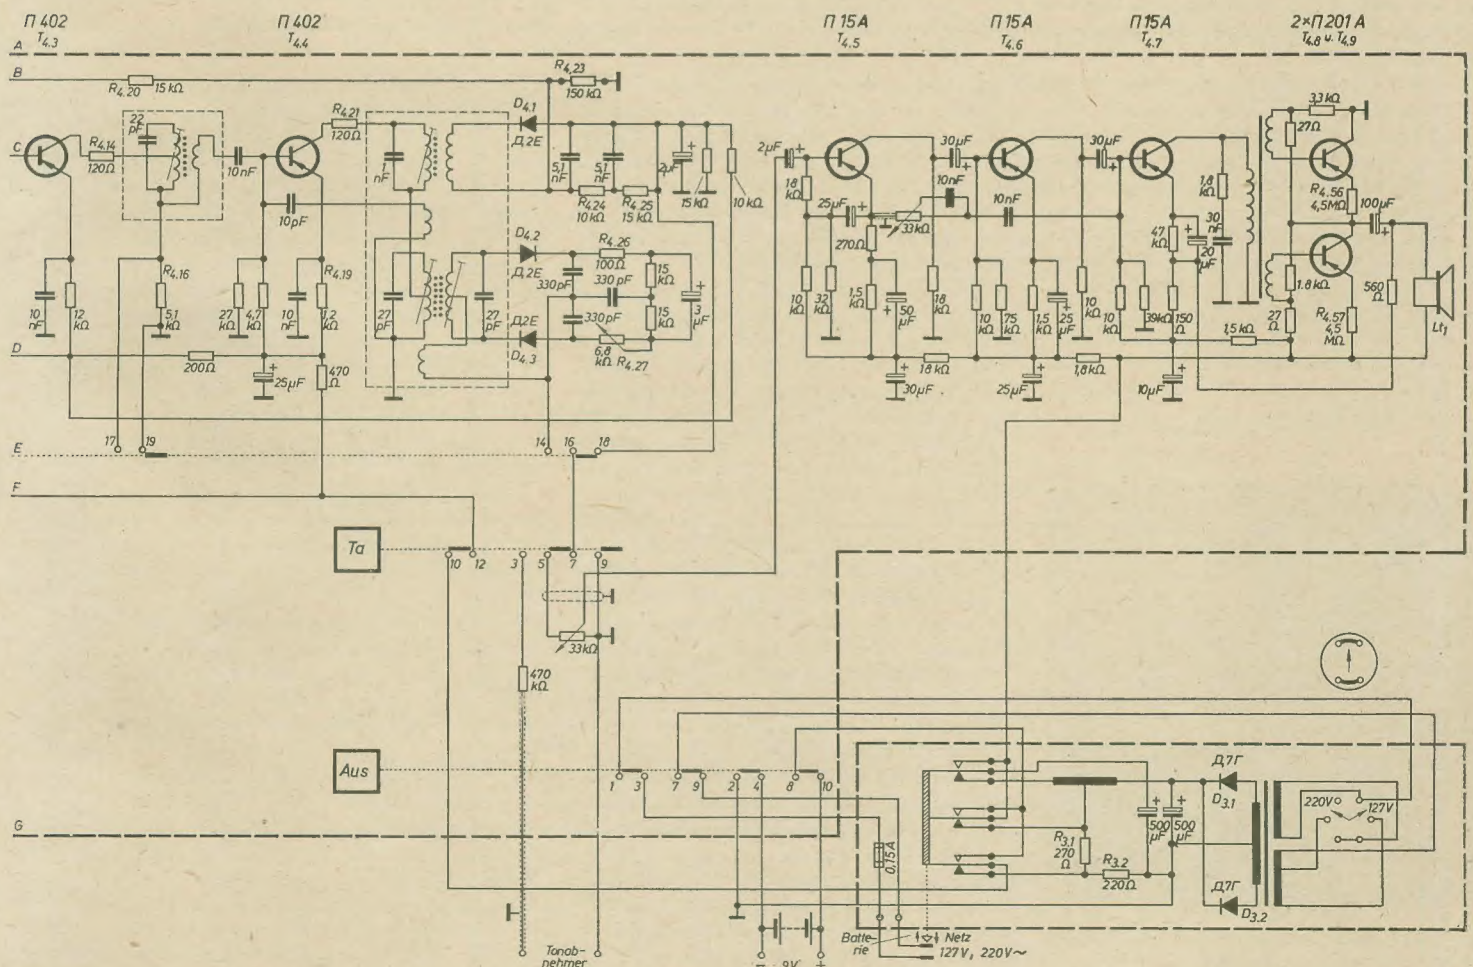 П 402 П 402 П 15A П 15A П 15A 2×П 201 A
T4.3 T4.4 T4.5 T4.6 T4.7 T4.8 u. T4.9
A
B
R4.20 15 kΩ
R4,23
150 kΩ
C
R4.14
120Ω
22 pF
10nF
R4.21
120Ω
1 nF
D4.1
Д2E
5,1 nF
5,1 nF
R4.24
10 kΩ
R4.25
15 kΩ
2µF
15 kΩ
10 kΩ
10pF
D4.2
Д2E
R4.26
100Ω
330pF
330 pF
330pF
15 kΩ
15 kΩ
3 µF
27 pF
27 pF
Д2E
D4.3
6,8 kΩ
R4.27
10 nF
12 kΩ
R4.16
5,1 kΩ
27 kΩ
4,7 kΩ
10 nF
R4.19
1,2 kΩ
D
200Ω
25µF
470 Ω
2µF
18 kΩ
25µF
270Ω
33kΩ
10nF
30µF
10nF
30µF
10 kΩ
32 kΩ
1,5 kΩ
50 µF
18 kΩ
10 kΩ
75 kΩ
1,5 kΩ
25 µF
10 kΩ
10 kΩ
39kΩ
150 Ω
47 kΩ
20 µF
1,8 kΩ
30 nF
18 kΩ
1,8kΩ
30µF
25µF
10µF
1,5kΩ
3,3 kΩ
27Ω
R4.56
4,5MΩ
100µF
1.8 kΩ
27 Ω
R4.57
4,5 MΩ
560 Ω
Lt1
E
17 19 14 16 18
F
Ta
10 12 3 5 7 9
33kΩ
470 kΩ
Aus
1 3 7 9 2 4 8 10
G
0,15A
R3.1
270 Ω
R3.2
220Ω
500 µF
500 µF
Д7Г
D3.1
Д7Г
D3.2
220V
127V
Tonab-
nehmer
– 9V +
Batte-
rie
Netz
127V, 220V~